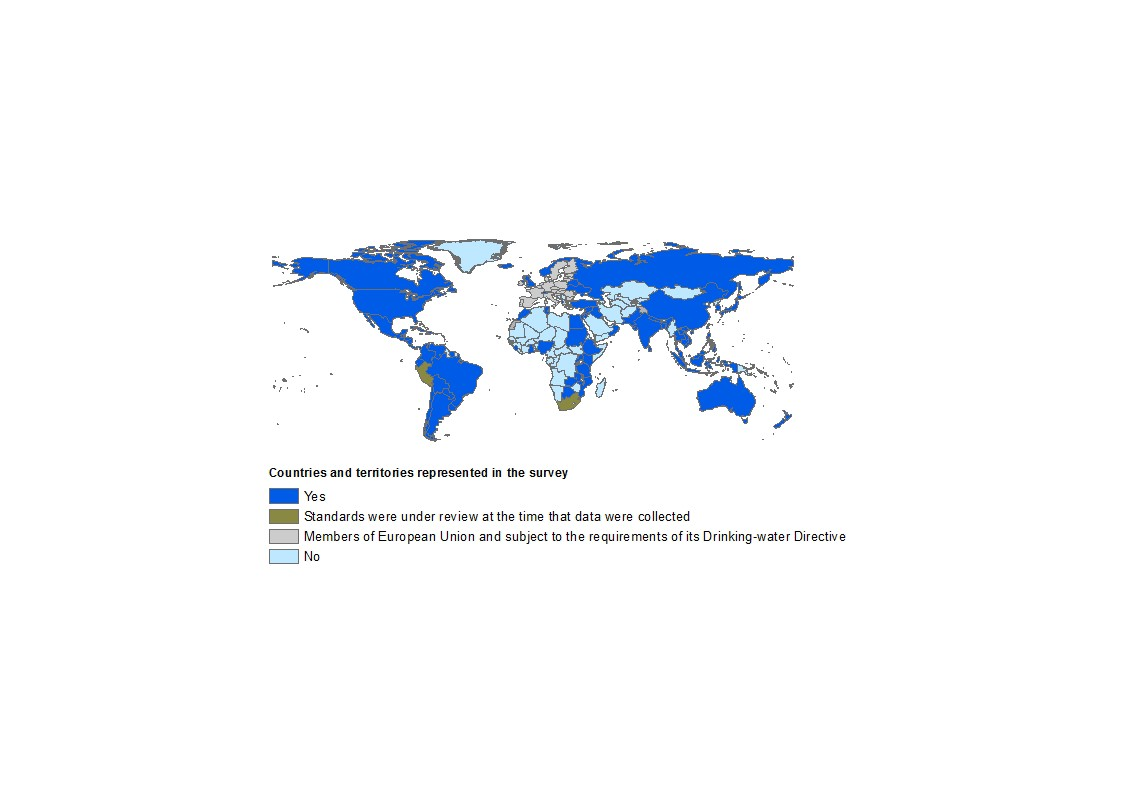 Countries and territories represented in the survey
Yes
Standards were under review at the time that data were collected
Members of European Union and subject to the requirements of its Drinking-water Directive
No